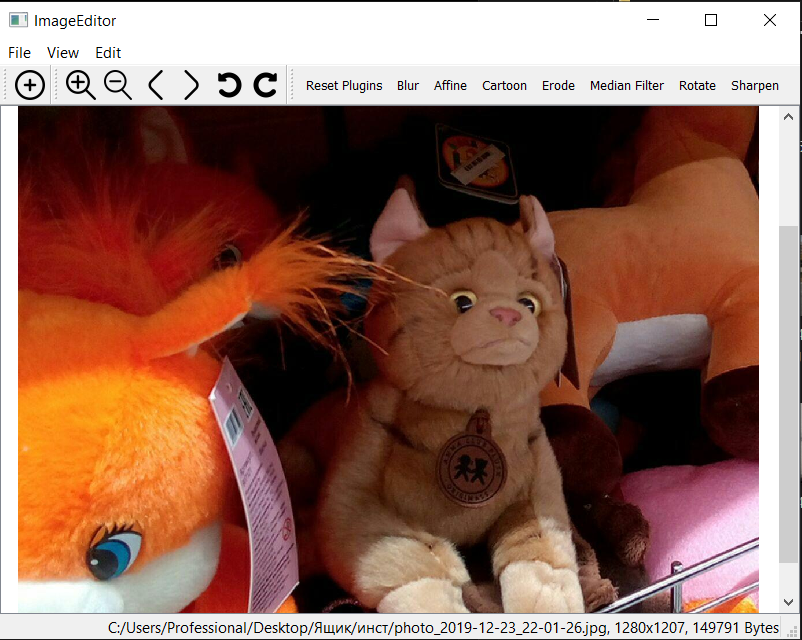 ImageEditor
File View Edit
Reset Plugins Blur Affine Cartoon Erode Median Filter Rotate Sharpen
C:/Users/Professional/Desktop/Ящик/инст/photo_2019-12-23_22-01-26.jpg, 1280x1207, 149791 Bytes